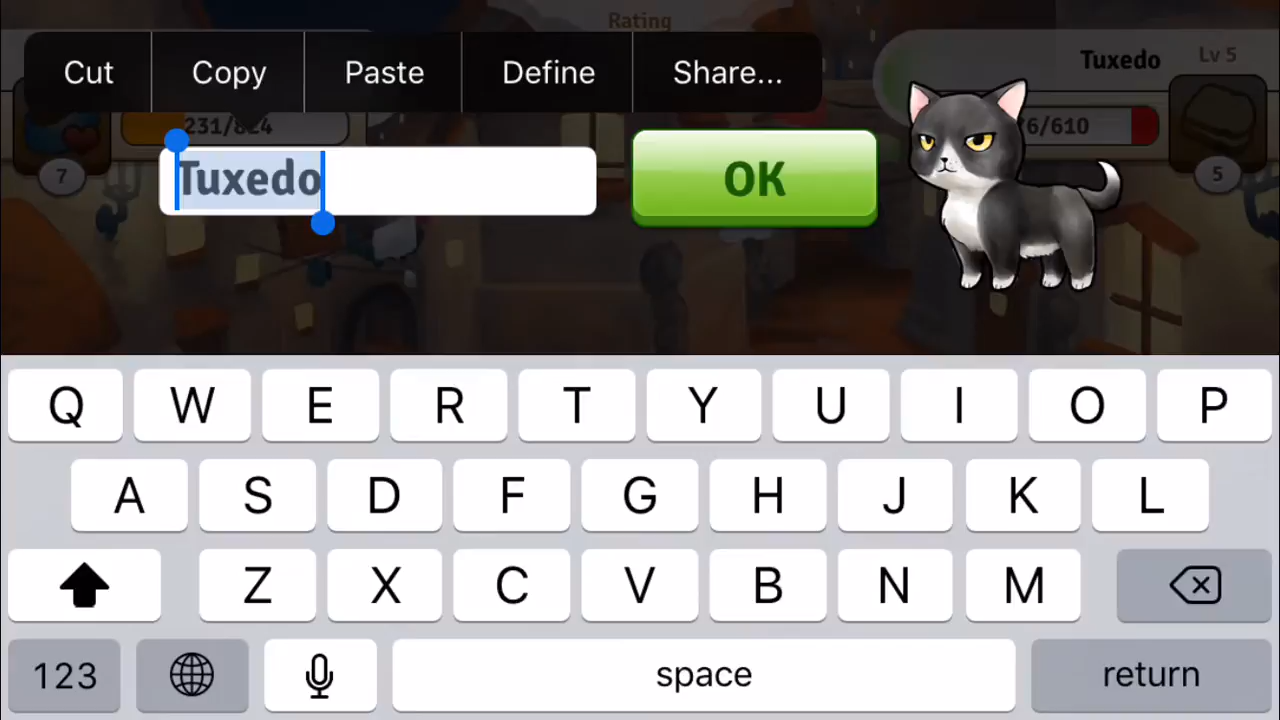 Rating
Cut Copy Paste Define Share...
Tuxedo Lv 5
231/824
6/610
7
Tuxedo
OK
5
Q W E R T Y U I O P
A S D F G H J K L
Z X C V B N M
123 space return